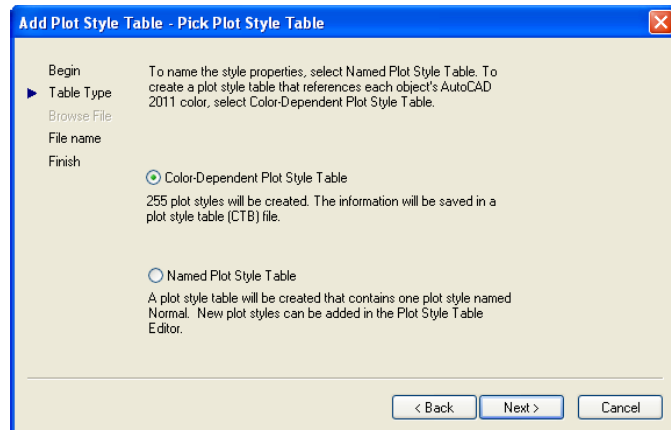 Add Plot Style Table - Pick Plot Style Table
Begin
Table Type
Browse File
File name
Finish
To name the style properties, select Named Plot Style Table. To
create a plot style table that references each object's AutoCAD
2011 color, select Color-Dependent Plot Style Table.
Color-Dependent Plot Style Table
255 plot styles will be created. The information will be saved in a
plot style table (CTB) file.
Named Plot Style Table
A plot style table will be created that contains one plot style named
Normal. New plot styles can be added in the Plot Style Table
Editor.
< Back
Next >
Cancel